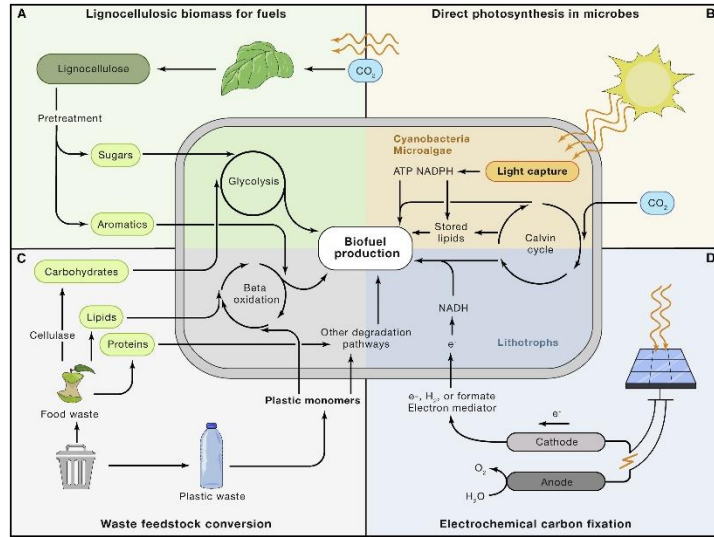 A
Lignocellulosic biomass for fuels
Lignocellulose
CO2
Pretreatment
Sugars
Aromatics
Glycolysis
B
Direct photosynthesis in microbes
Cyanobacteria
Microalgae
ATP NADPH
Light capture
CO2
Stored
lipids
Calvin
cycle
Biofuel
production
C
Carbohydrates
Lipids
Cellulase
Proteins
Beta
oxidation
Other degradation
pathways
Food waste
Plastic monomers
Plastic waste
Waste feedstock conversion
D
NADH
e-
Lithotrophs
e-, H2, or formate
Electron mediator
e-
Cathode
O2
H2O
Anode
Electrochemical carbon fixation